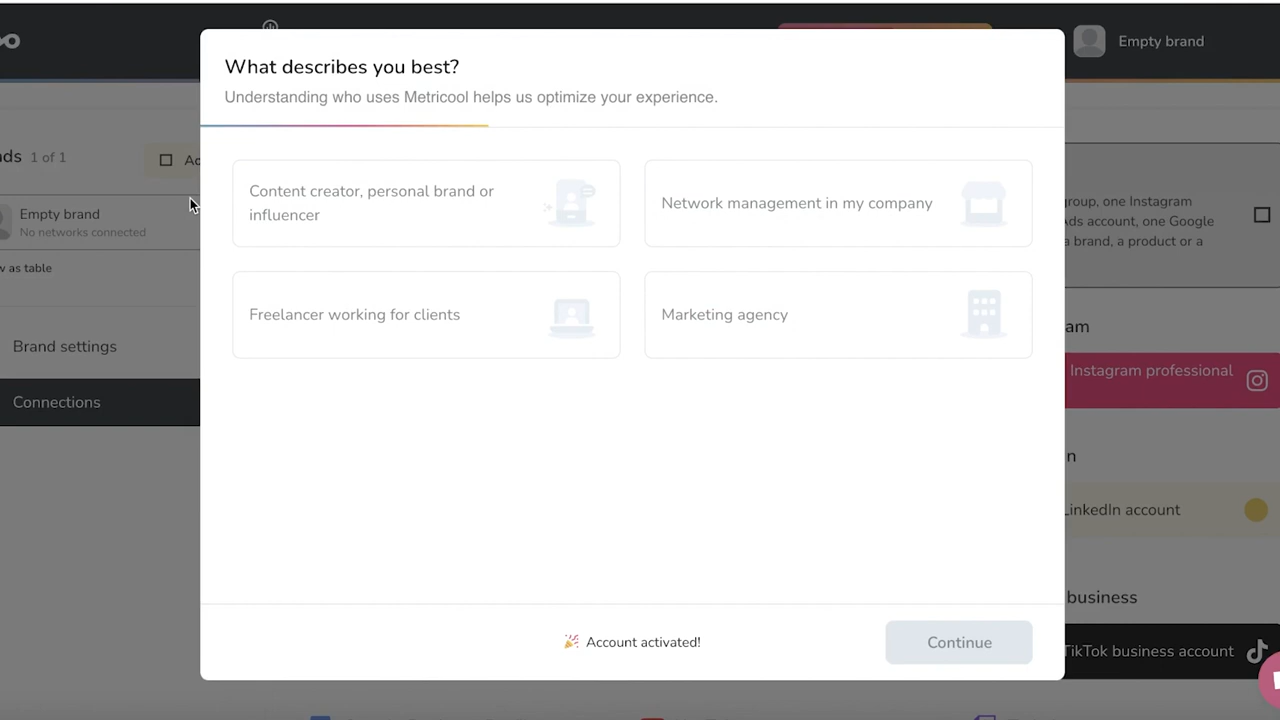 Empty brand
What describes you best?
Understanding who uses Metricool helps us optimize your experience.
1 of 1
Empty brand
No networks connected
as table
Brand settings
Connections
Content creator, personal brand or
influencer
Network management in my company
Freelancer working for clients
Marketing agency
group, one Instagram
Ads account, one Google
a brand, a product or a
Instagram professional
LinkedIn account
business
TikTok business account
🎉 Account activated!
Continue